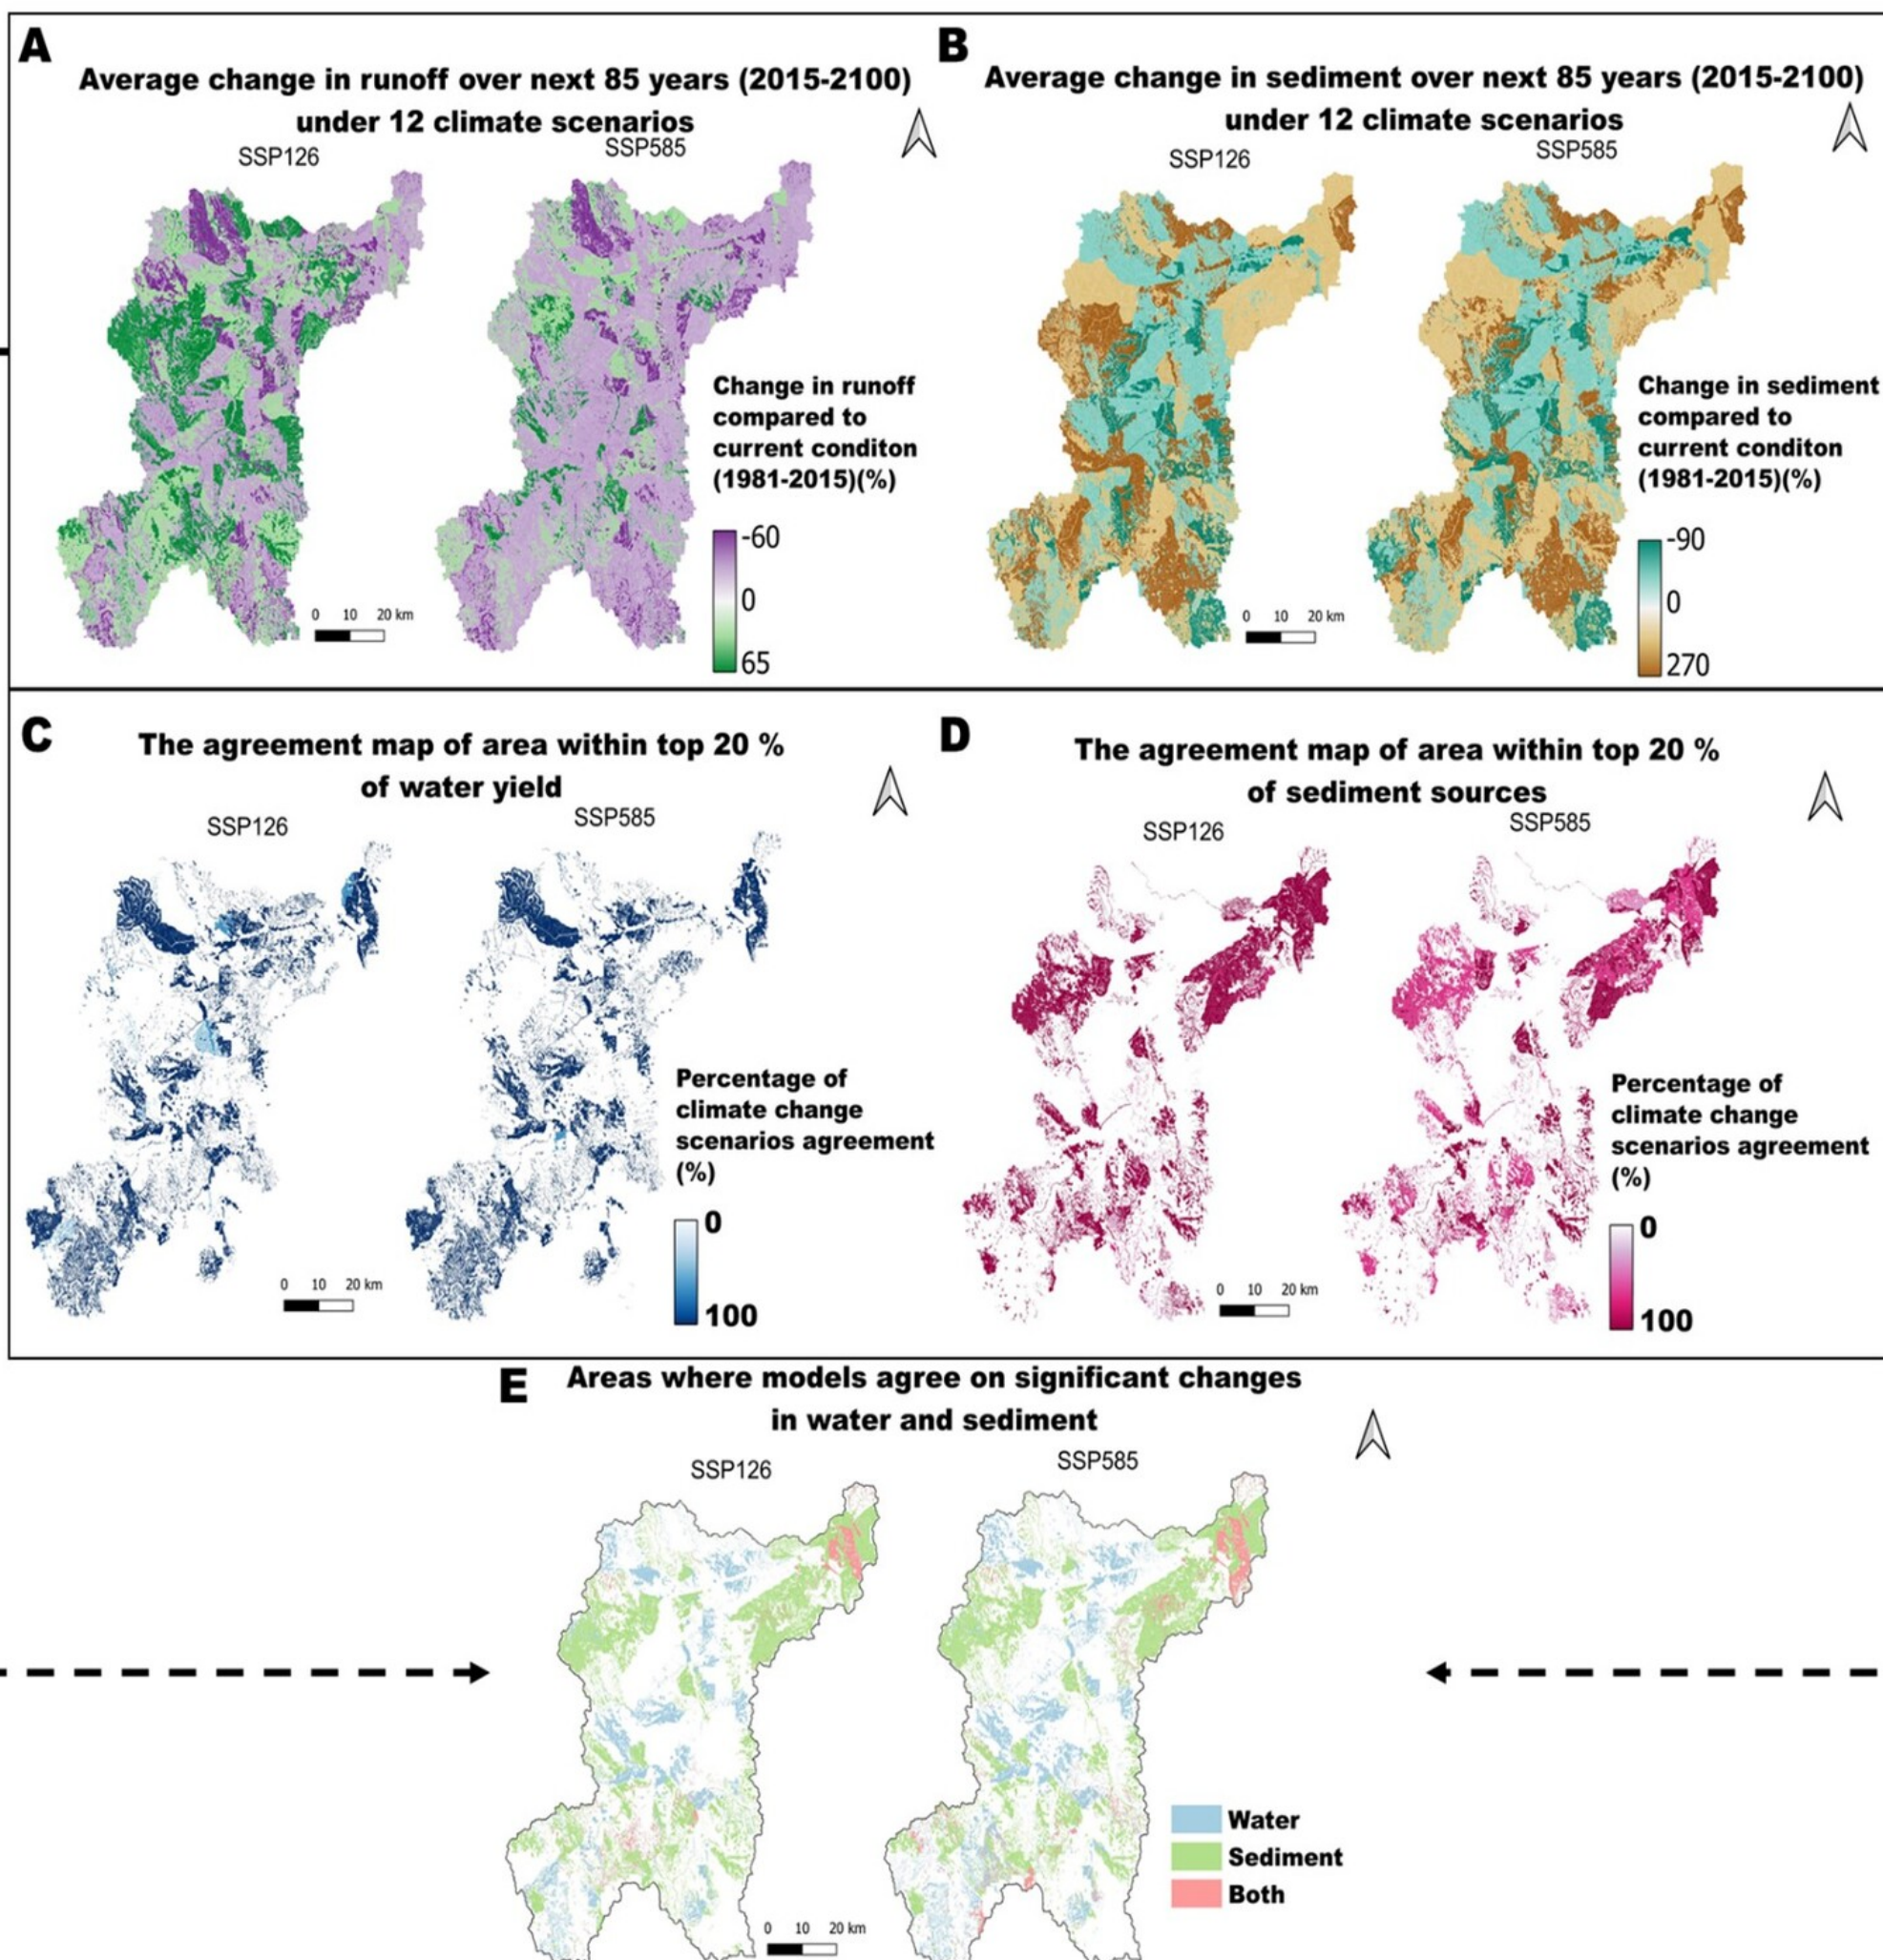 A
Average change in runoff over next 85 years (2015-2100)
under 12 climate scenarios
SSP126
SSP585
Change in runoff
compared to
current conditon
(1981-2015)(%)
-60
0
65
0 10 20 km
B
Average change in sediment over next 85 years (2015-2100)
under 12 climate scenarios
SSP126
SSP585
Change in sediment
compared to
current conditon
(1981-2015)(%)
-90
0
270
0 10 20 km
C
The agreement map of area within top 20 %
of water yield
SSP126
SSP585
Percentage of
climate change
scenarios agreement
(%)
0
100
0 10 20 km
D
The agreement map of area within top 20 %
of sediment sources
SSP126
SSP585
Percentage of
climate change
scenarios agreement
(%)
0
100
0 10 20 km
E
Areas where models agree on significant changes
in water and sediment
SSP126
SSP585
Water
Sediment
Both
0 10 20 km